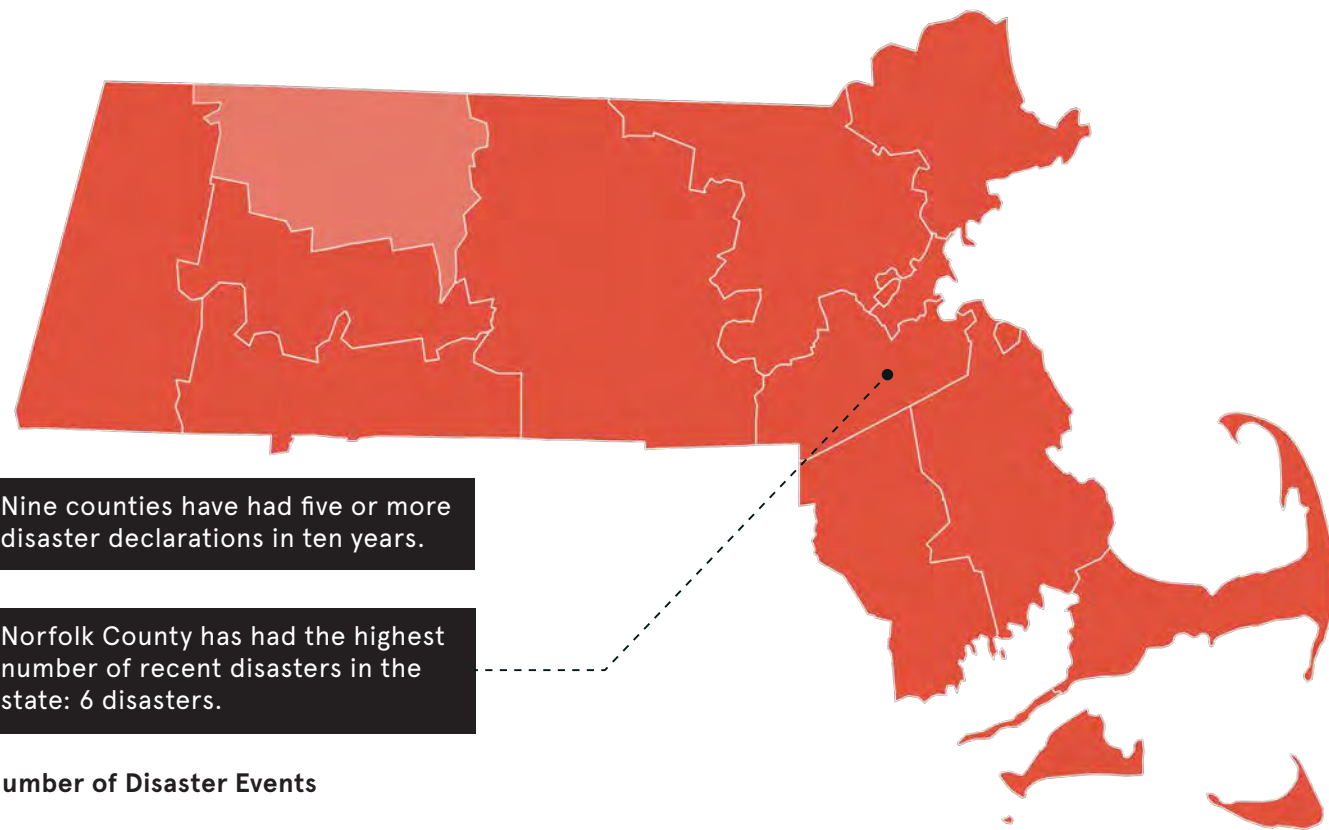 Nine counties have had five or more
disaster declarations in ten years.
Norfolk County has had the highest
number of recent disasters in the
state: 6 disasters.
umber of Disaster Events